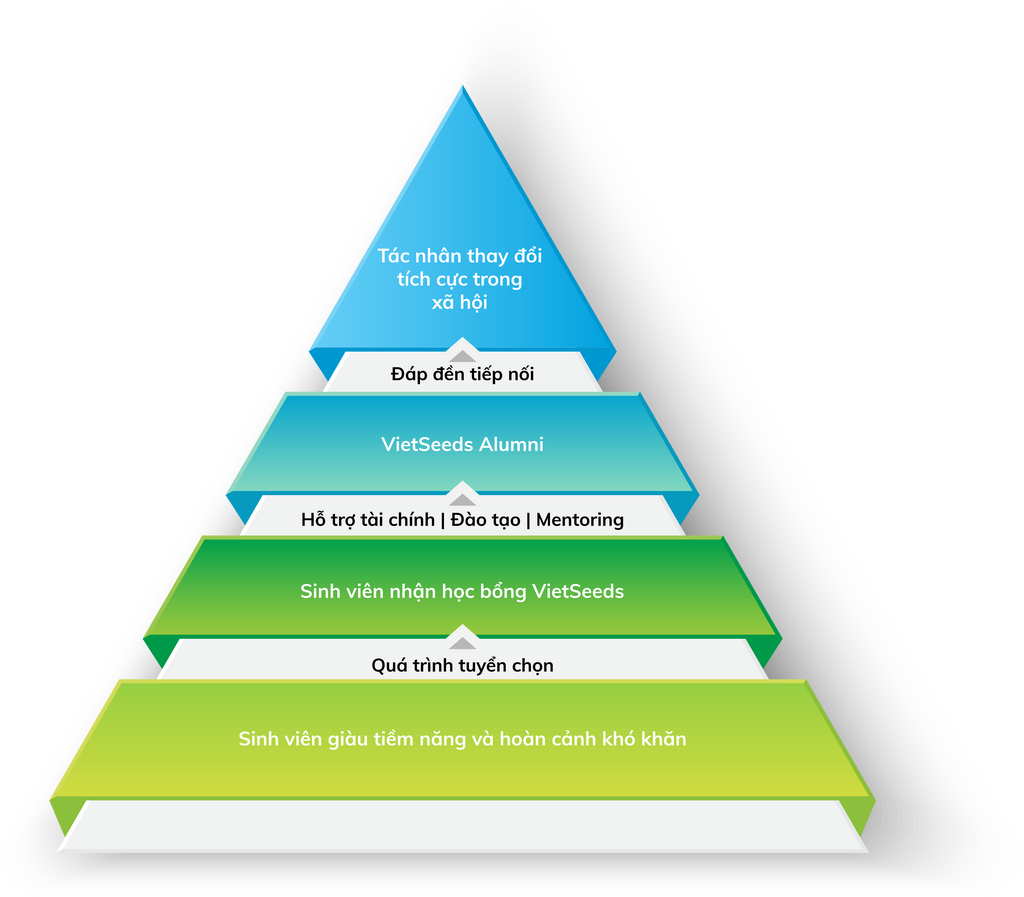 Tác nhân thay đổi
tích cực trong
xã hội
Đáp đền tiếp nối
VietSeeds Alumni
Hỗ trợ tài chính | Đào tạo | Mentoring
Sinh viên nhận học bổng VietSeeds
Quá trình tuyển chọn
Sinh viên giàu tiềm năng và hoàn cảnh khó khăn